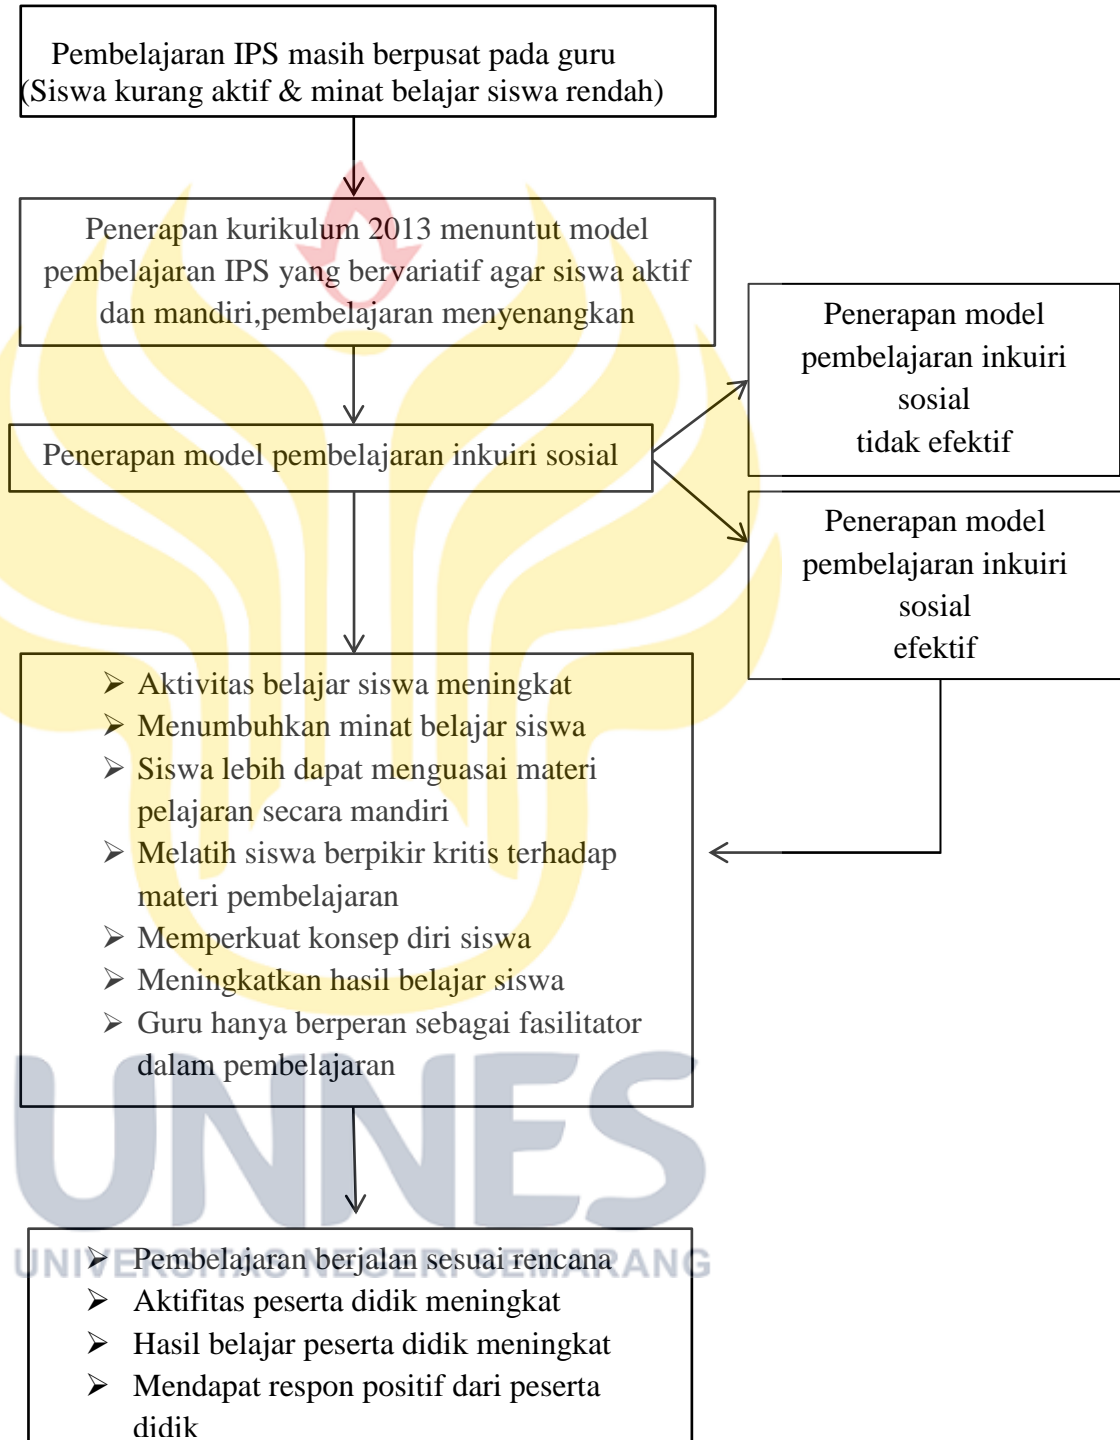 Pembelajaran IPS masih berpusat pada guru
(Siswa kurang aktif & minat belajar siswa rendah)
Penerapan kurikulum 2013 menuntut model
pembelajaran IPS yang bervariatif agar siswa aktif
dan mandiri,pembelajaran menyenangkan
Penerapan model
pembelajaran inkuiri
sosial
tidak efektif
Penerapan model pembelajaran inkuiri sosial
Penerapan model
pembelajaran inkuiri
sosial
efektif
➢ Aktivitas belajar siswa meningkat
➢ Menumbuhkan minat belajar siswa
➢ Siswa lebih dapat menguasai materi
pelajaran secara mandiri
➢ Melatih siswa berpikir kritis terhadap
materi pembelajaran
➢ Memperkuat konsep diri siswa
➢ Meningkatkan hasil belajar siswa
➢ Guru hanya berperan sebagai fasilitator
dalam pembelajaran
UNNES
UNIVERSITAS NEGERI SEMARANG
➢ Pembelajaran berjalan sesuai rencana
➢ Aktifitas peserta didik meningkat
➢ Hasil belajar peserta didik meningkat
➢ Mendapat respon positif dari peserta
didik